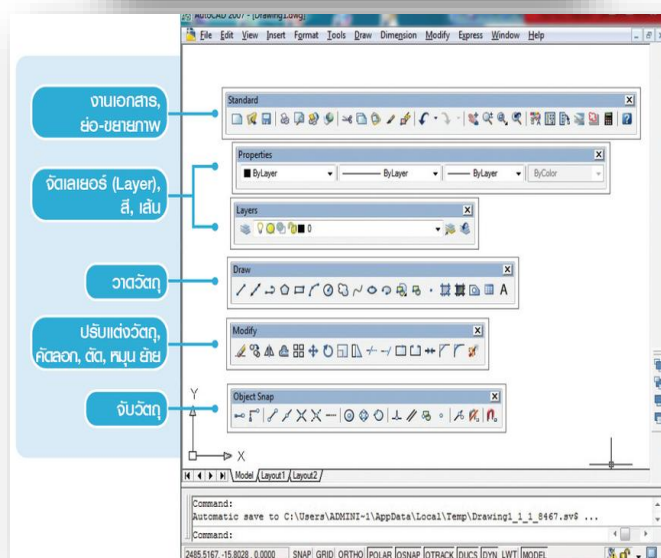 AutoCAD 2007 - [Drawing1.dwg]
File Edit View Insert Format Tools Draw Dimension Modify Express Window Help
งานเอกสาร,
ย่อ-ขยายภาพ
Standard
จัดเลเยอร์ (Layer),
สี, เส้น
Properties
ByLayer ByLayer ByLayer ByColor
Layers
0
วาดวัตถุ
Draw
A
ปรับแต่งวัตถุ,
คัดลอก, ตัด, หมุน ย้าย
Modify
จับวัตถุ
Object Snap
Y
X
Model Layout1 Layout2
Command:
Automatic save to C:\Users\ADMINI~1\AppData\Local\Temp\Drawing1_1_1_8467.sv$ ...
Command:
2485.5167, -15.8028, 0.0000 SNAP GRID ORTHO POLAR OSNAP OTRACK DUCS DYN LWT MODEL